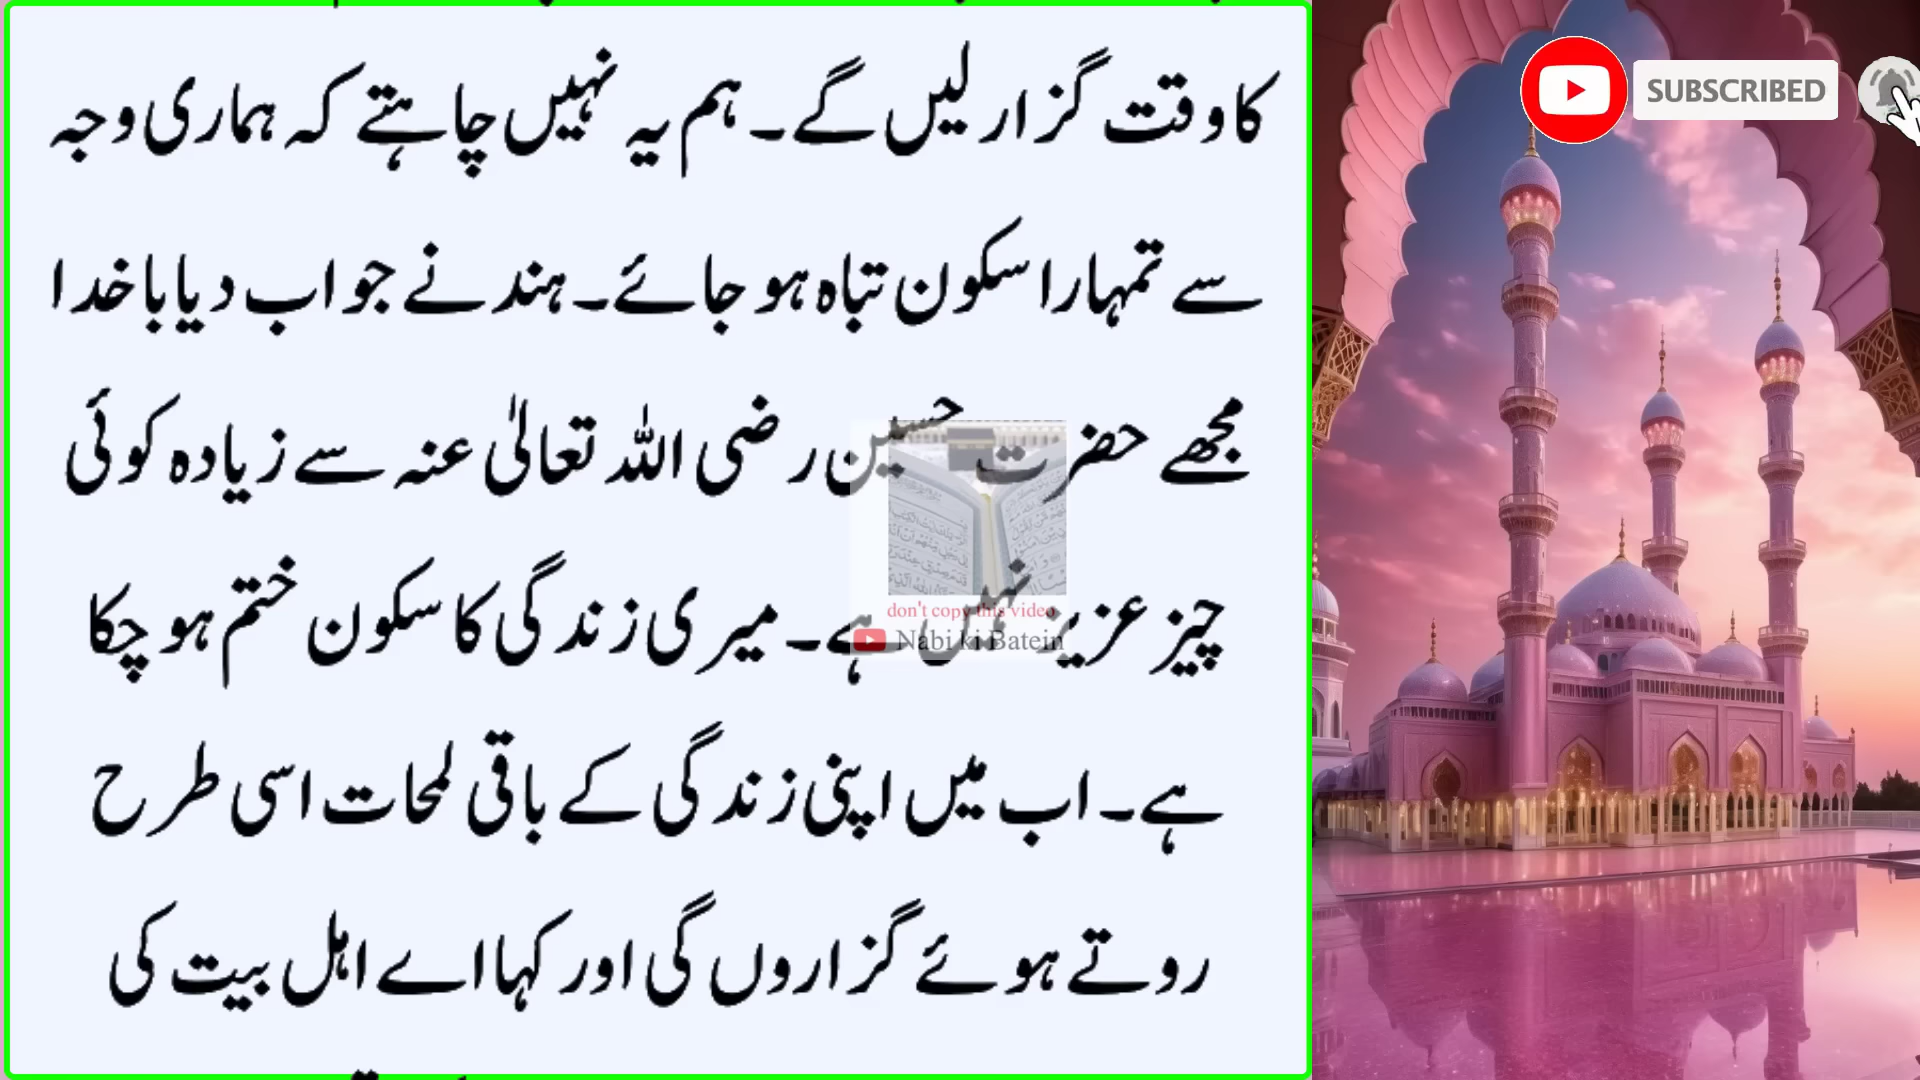 کا وقت گزار لیں گے۔ ہم یہ نہیں چاہتے کہ ہماری وجہ
سے تمہارا سکون تباہ ہو جائے۔ ہند نے جواب دیا باخدا
مجھے حضرت حسین رضی اللہ تعالیٰ عنہ سے زیادہ کوئی
چیز عزیز نہیں ہے۔ میری زندگی کا سکون ختم ہو چکا
ہے۔ اب میں اپنی زندگی کے باقی لمحات اسی طرح
روتے ہوئے گزاروں گی اور کہا اے اہل بیت کی
don't copy this video
Nabi ki Batein
SUBSCRIBED